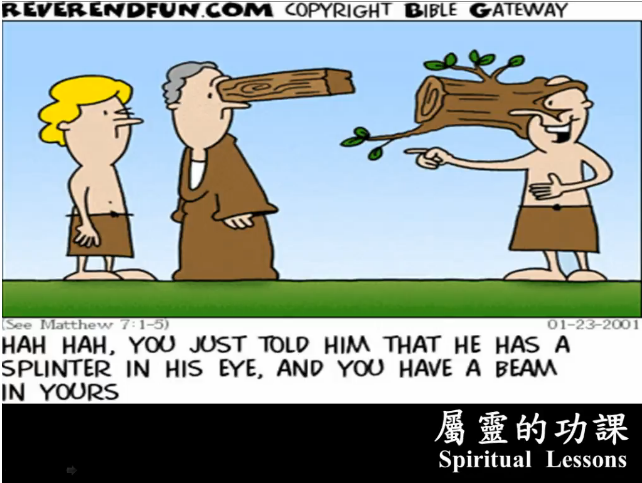 REVERENDFUN.COM COPYRIGHT BIBLE GATEWAY
(See Matthew 7:1-5) 01-23-2001
HAH HAH, YOU JUST TOLD HIM THAT HE HAS A
SPLINTER IN HIS EYE, AND YOU HAVE A BEAM
IN YOURS
屬靈的功課
Spiritual Lessons